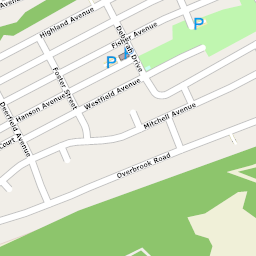 Highland Avenue
P
Fisher Avenue
Deborah Drive
P
Foster Street
Westfield Avenue
Hanson Avenue
Deerfield Avenue
Mitchell Avenue
Court
Overbrook Road